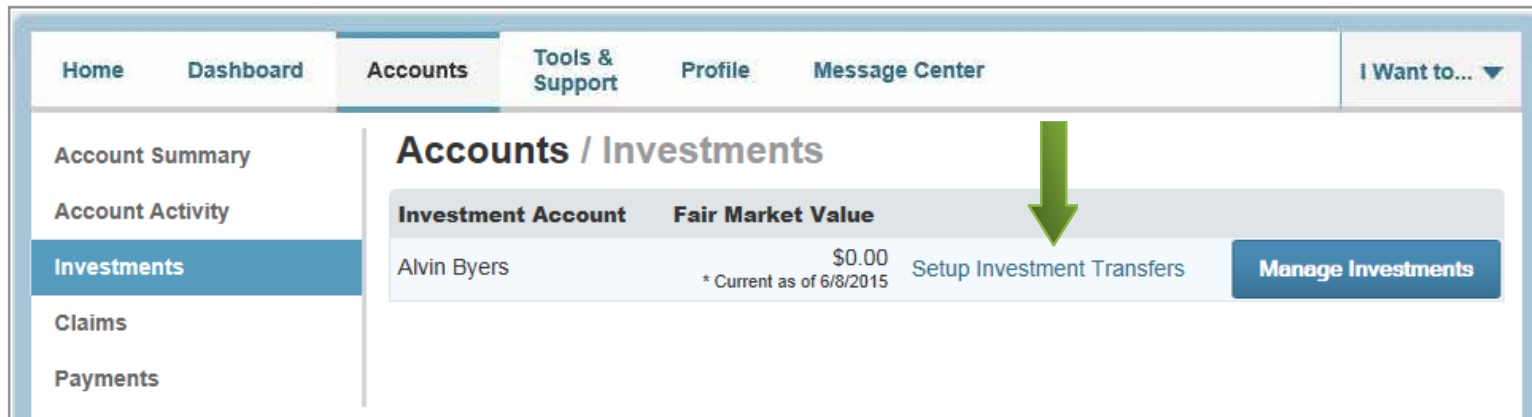 Home Dashboard Accounts Tools & Support Profile Message Center I Want to...
Account Summary
Account Activity
Investments
Claims
Payments
Accounts / Investments
Investment Account Fair Market Value
Alvin Byers $0.00 Setup Investment Transfers Manage Investments
* Current as of 6/8/2015